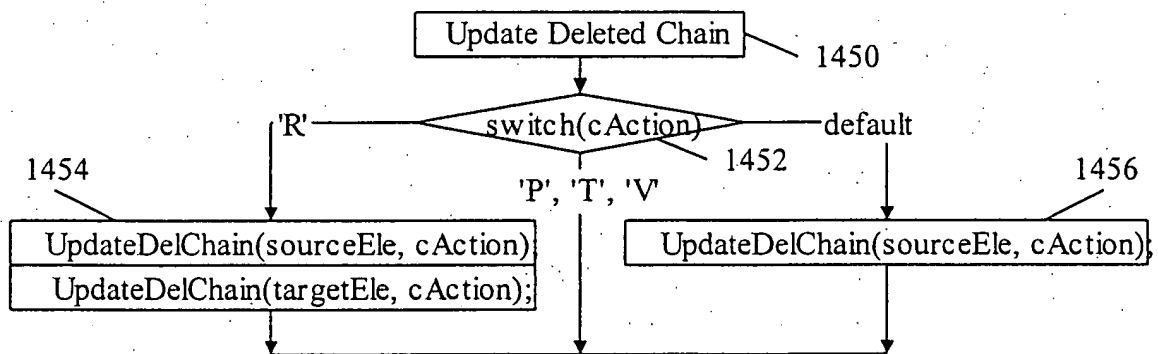 Update Deleted Chain
1450
'R'
switch(cAction)
default
1452
1454
'P', 'T', 'V'
1456
UpdateDelChain(sourceEle, cAction);
UpdateDelChain(sourceEle, cAction);
UpdateDelChain(targetEle, cAction);